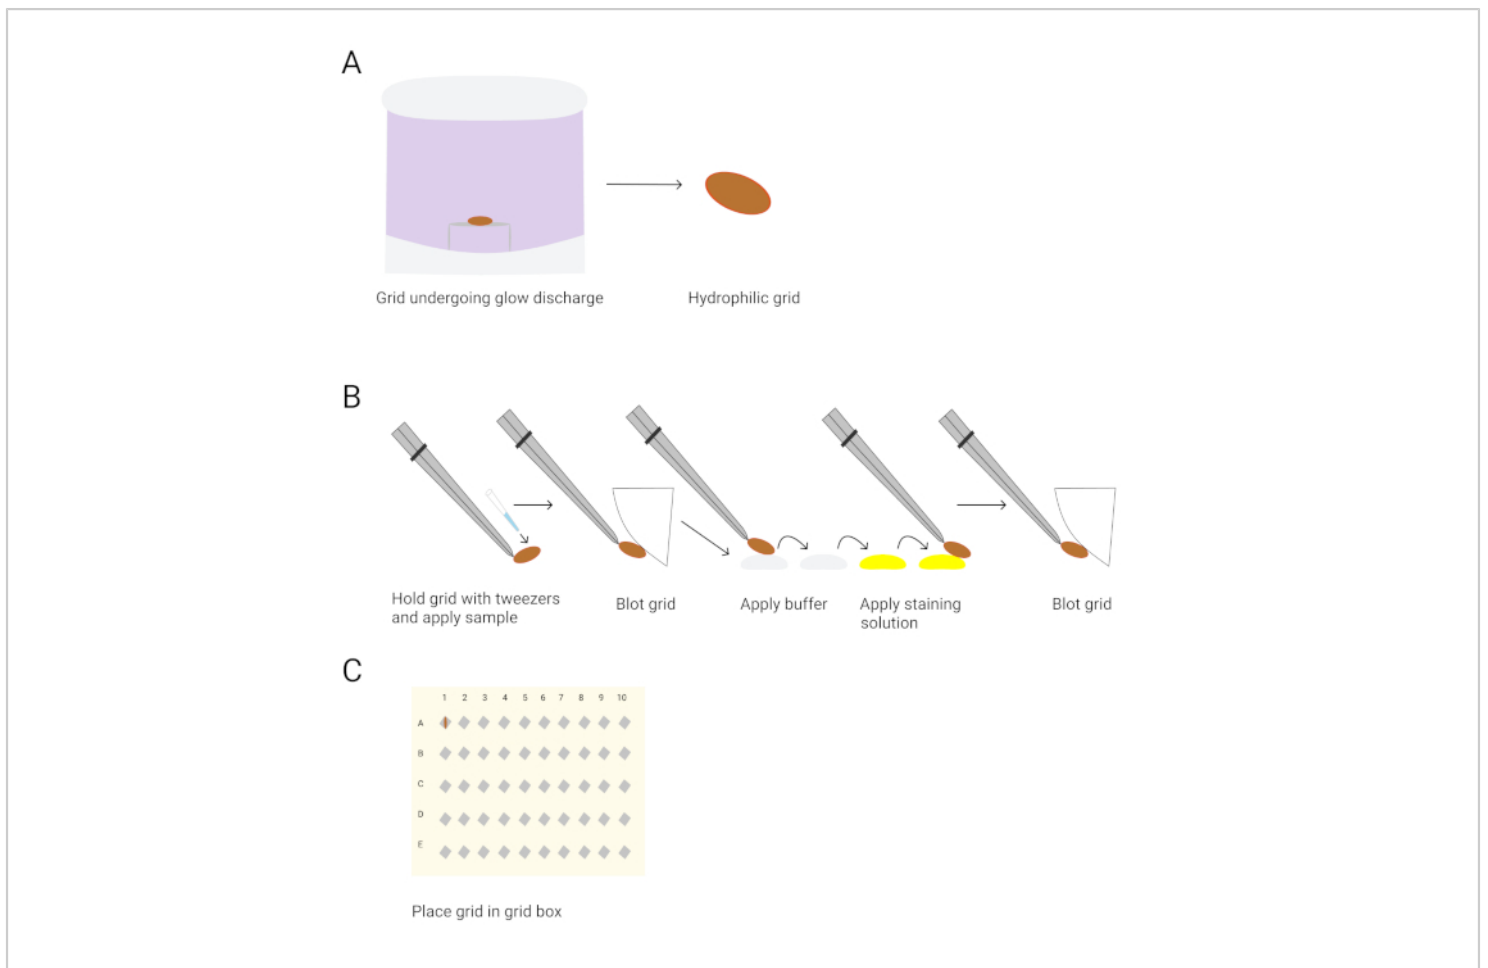 A
Grid undergoing glow discharge
Hydrophilic grid
B
Hold grid with tweezers
and apply sample
Blot grid
Apply buffer
Apply staining
solution
Blot grid
C
1 2 3 4 5 6 7 8 9 10
A
B
C
D
E
Place grid in grid box